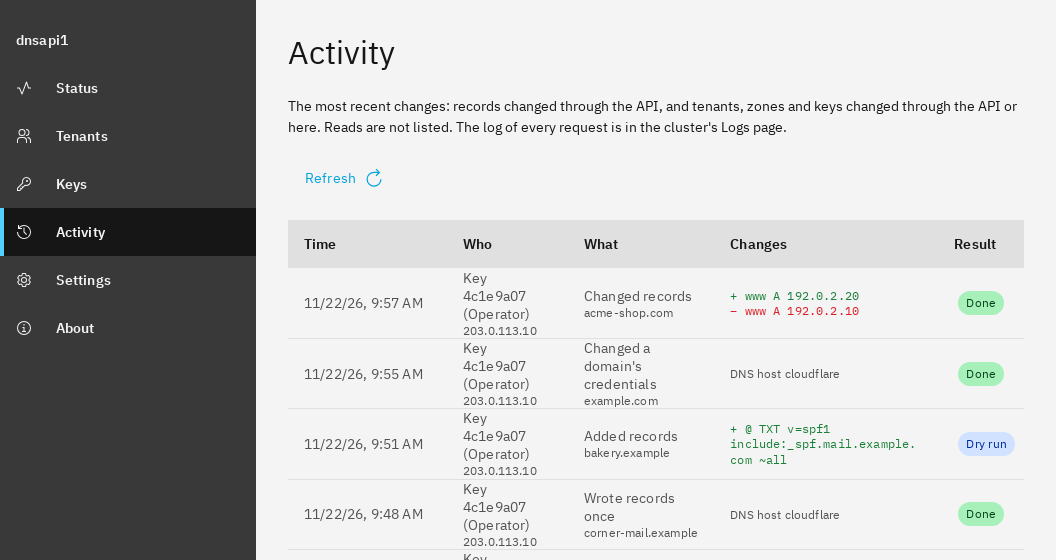 dnsapi1
Status
Tenants
Keys
Activity
Settings
About
Activity
The most recent changes: records changed through the API, and tenants, zones and keys changed through the API or
here. Reads are not listed. The log of every request is in the cluster's Logs page.
Refresh
Time Who What Changes Result
11/22/26, 9:57 AM
Key
4c1e9a07
(Operator)
203.0.113.10
Changed records
acme-shop.com
+ www A 192.0.2.20
− www A 192.0.2.10
Done
11/22/26, 9:55 AM
Key
4c1e9a07
(Operator)
203.0.113.10
Changed a
domain's
credentials
example.com
DNS host cloudflare
Done
11/22/26, 9:51 AM
Key
4c1e9a07
(Operator)
203.0.113.10
Added records
bakery.example
+ @ TXT v=spf1
include:_spf.mail.example.
com ~all
Dry run
11/22/26, 9:48 AM
Key
4c1e9a07
(Operator)
203.0.113.10
Wrote records
once
corner-mail.example
DNS host cloudflare
Done
Key